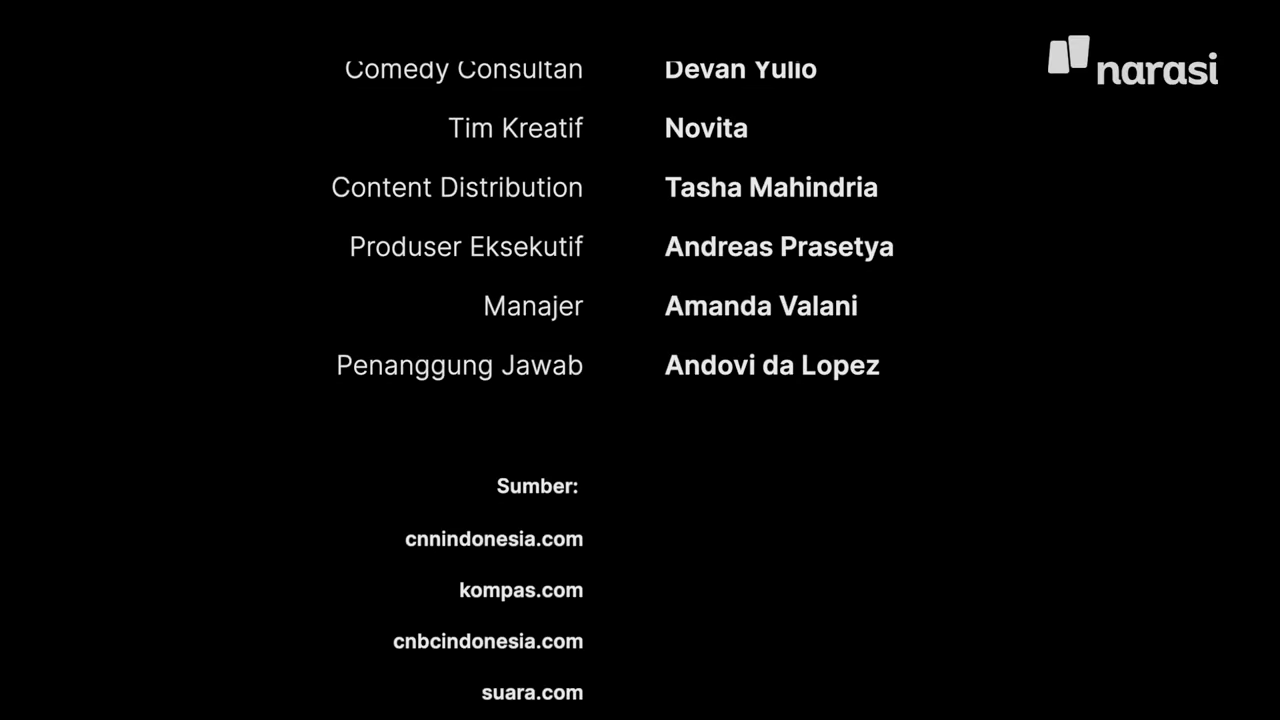 narasi
Comedy Consultan Devan Yulio
Tim Kreatif Novita
Content Distribution Tasha Mahindria
Produser Eksekutif Andreas Prasetya
Manajer Amanda Valani
Penanggung Jawab Andovi da Lopez
Sumber:
cnnindonesia.com
kompas.com
cnbcindonesia.com
suara.com